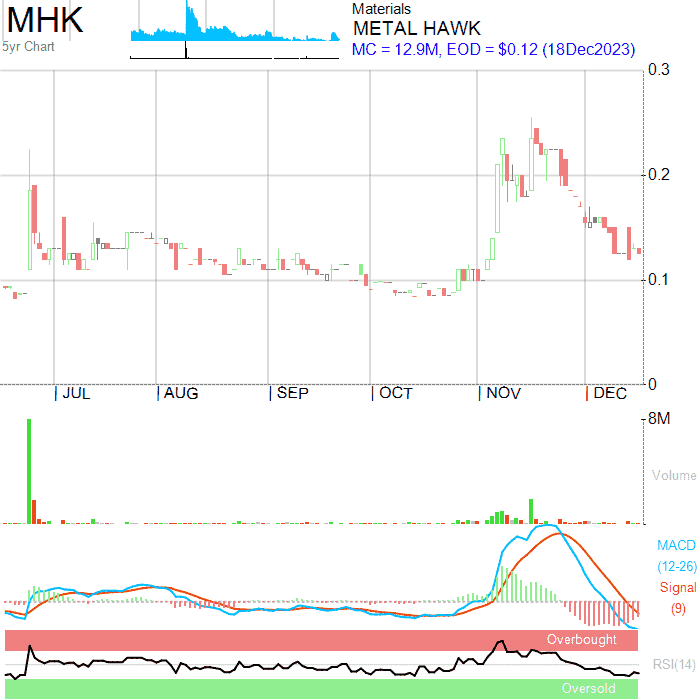 MHK
5yr Chart
Materials
METAL HAWK
MC = 12.9M, EOD = $0.12 (18Dec2023)
0.3
0.2
0.1
0
JUL AUG SEP OCT NOV DEC
8M
Volume
MACD
(12-26)
Signal
(9)
Overbought
RSI(14)
Oversold